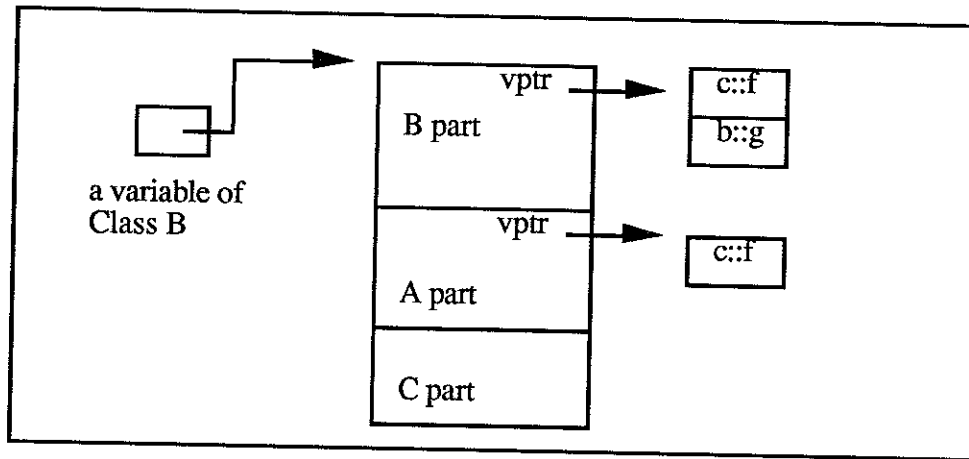 vptr
c::f
B part
b::g
a variable of
Class B
vptr
c::f
A part
C part